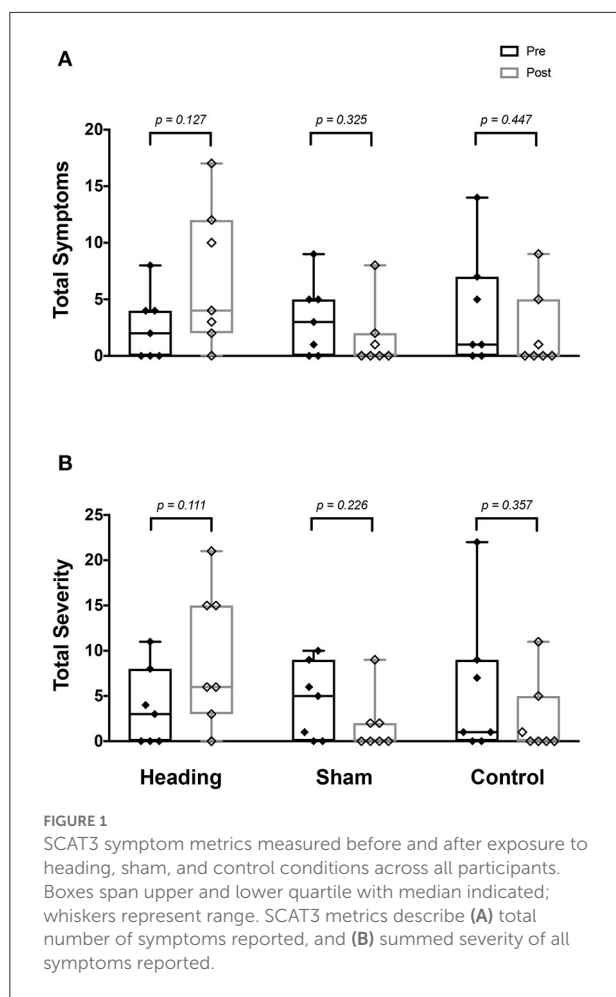 Pre
Post
A
p = 0.127
p = 0.325
p = 0.447
20
15
10
5
0
Total Symptoms
B
p = 0.111
p = 0.226
p = 0.357
25
20
15
10
5
0
Total Severity
Heading
Sham
Control
FIGURE 1
SCAT3 symptom metrics measured before and after exposure to
heading, sham, and control conditions across all participants.
Boxes span upper and lower quartile with median indicated;
whiskers represent range. SCAT3 metrics describe (A) total
number of symptoms reported, and (B) summed severity of all
symptoms reported.